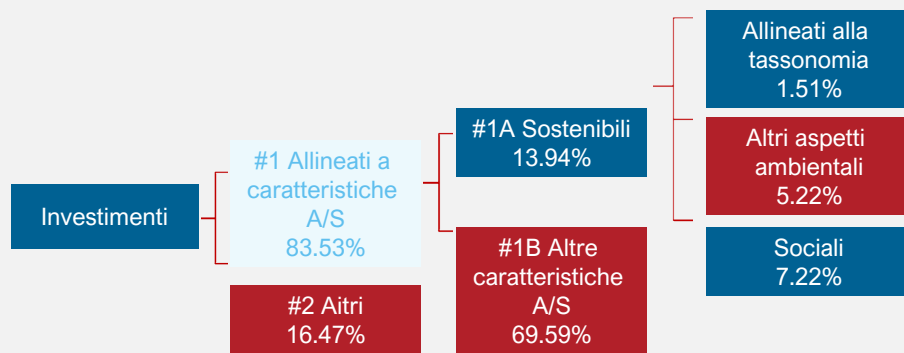 Investimenti
#1 Allineati a
caratteristiche
A/S
83.53%
#2 Aitri
16.47%
#1A Sostenibili
13.94%
#1B Altre
caratteristiche
A/S
69.59%
Allineati alla
tassonomia
1.51%
Altri aspetti
ambientali
5.22%
Sociali
7.22%